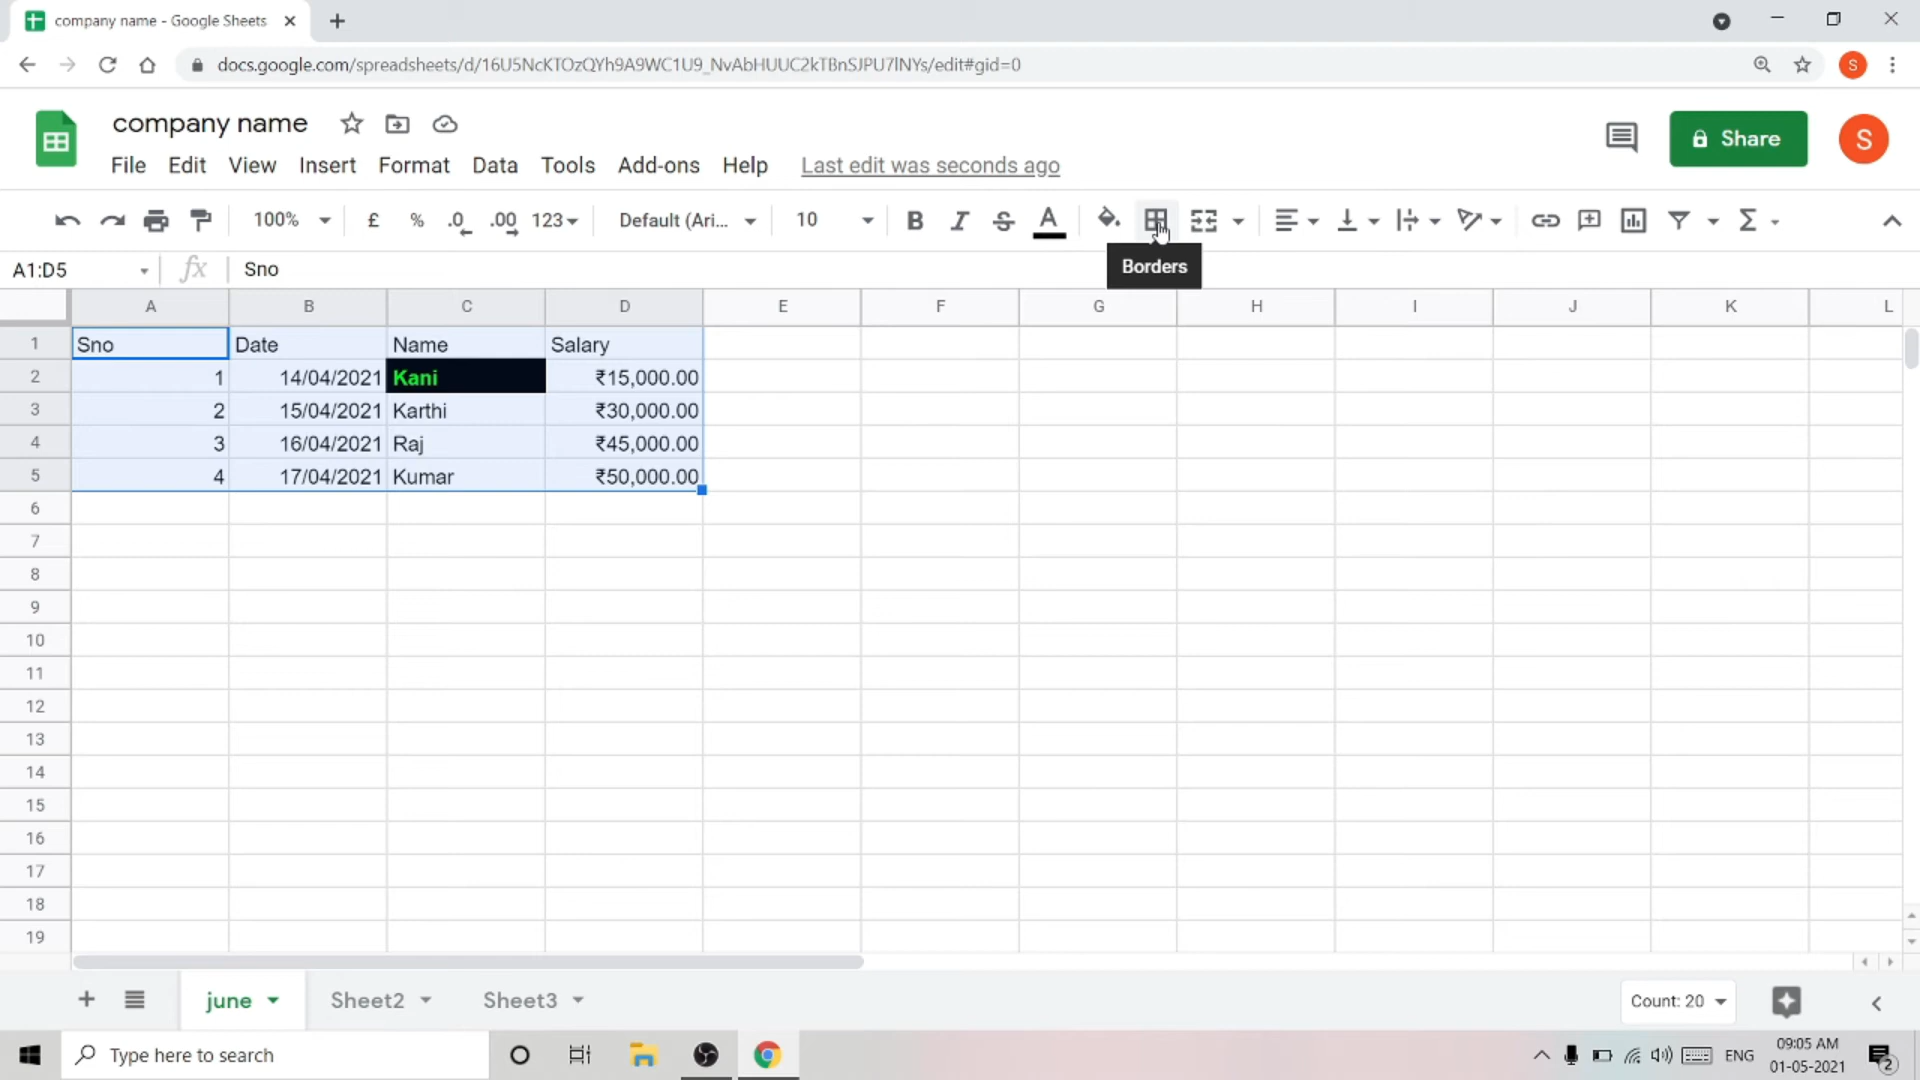 company name - Google Sheets
docs.google.com/spreadsheets/d/16U5NcKTOzQYh9A9WC1U9_NvAbHUUC2kTBnSJPU7lNYs/edit#gid=0
S
company name
Share
S
File Edit View Insert Format Data Tools Add-ons Help Last edit was seconds ago
100% £ % .0 .00 123 Default (Ari... 10 B I S A
A1:D5 fx Sno
Borders
A B C D E F G H I J K L
1 Sno Date Name Salary
2 1 14/04/2021 Kani ₹15,000.00
3 2 15/04/2021 Karthi ₹30,000.00
4 3 16/04/2021 Raj ₹45,000.00
5 4 17/04/2021 Kumar ₹50,000.00
6
7
8
9
10
11
12
13
14
15
16
17
18
19
june Sheet2 Sheet3 Count: 20
Type here to search
ENG
09:05 AM
01-05-2021
2